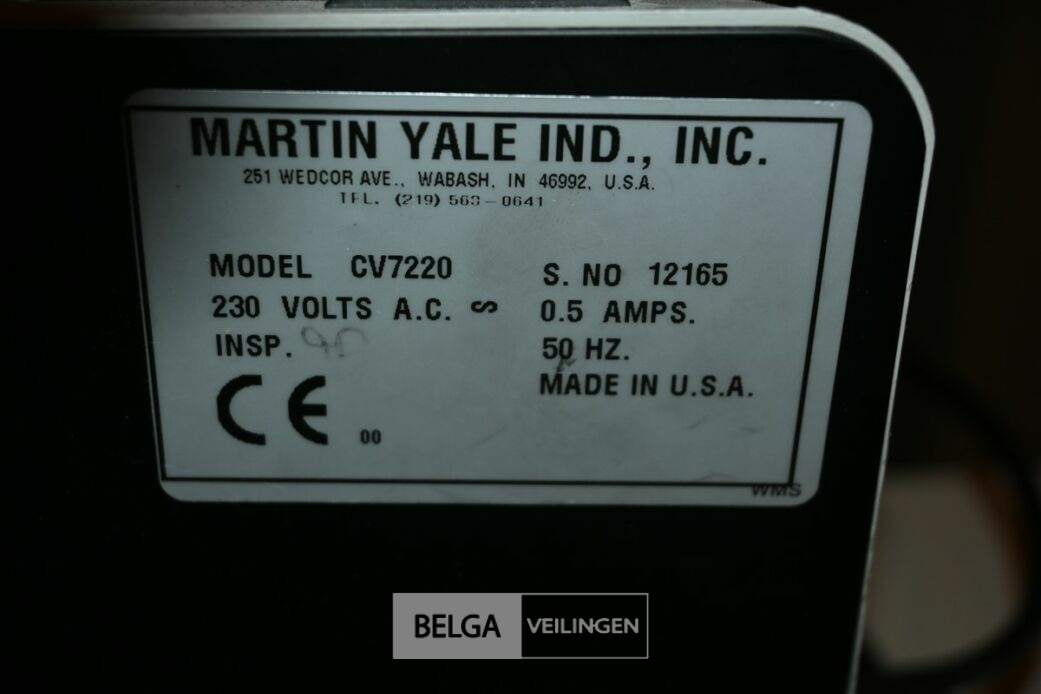 MARTIN YALE IND., INC.
251 WEDCOR AVE., WABASH, IN 46992, U.S.A.
TEL. (219) 563-0641
MODEL CV7220 S. NO 12165
230 VOLTS A.C. ∾ 0.5 AMPS.
INSP. 50 HZ.
MADE IN U.S.A.
CE 00
WMS
BELGA VEILINGEN